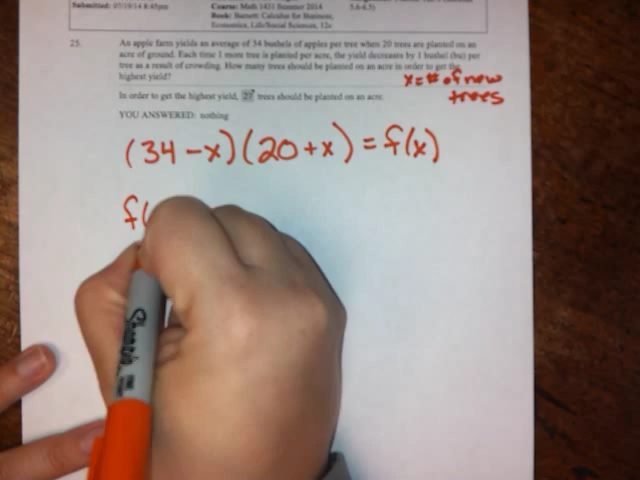 Submitted: 07/19/14 8:45pm
Course: Math 1431 Summer 2014
Book: Barnett: Calculus for Business,
Economics, Life/Social Sciences, 12e
5.6-6.5)
25. An apple farm yields an average of 34 bushels of apples per tree when 20 trees are planted on an
acre of ground. Each time 1 more tree is planted per acre, the yield decreases by 1 bushel (bu) per
tree as a result of crowding. How many trees should be planted on an acre in order to get the
highest yield?
x = # of new
trees
In order to get the highest yield, 27 trees should be planted on an acre.
YOU ANSWERED: nothing
(34 - x)(20 + x) = f(x)
f(
Sharpie